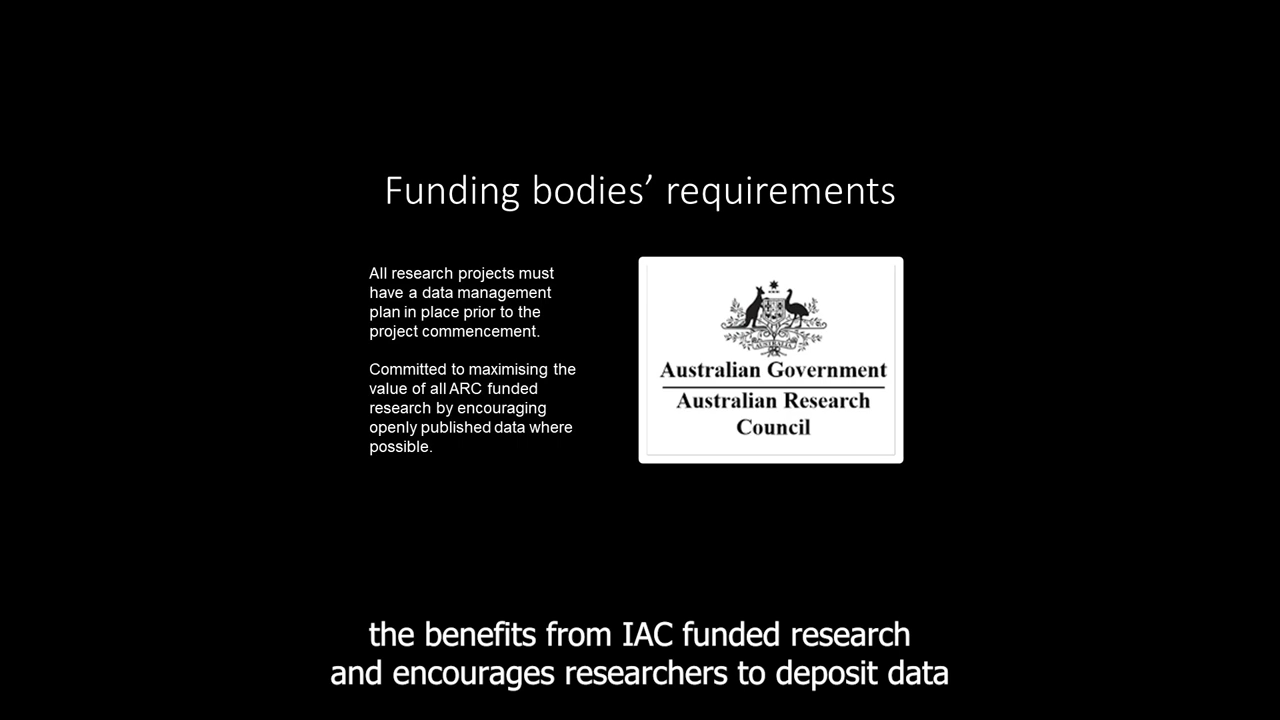 Funding bodies’ requirements
All research projects must
have a data management
plan in place prior to the
project commencement.
Committed to maximising the
value of all ARC funded
research by encouraging
openly published data where
possible.
AUSTRALIA
Australian Government
Australian Research
Council
the benefits from IAC funded research
and encourages researchers to deposit data